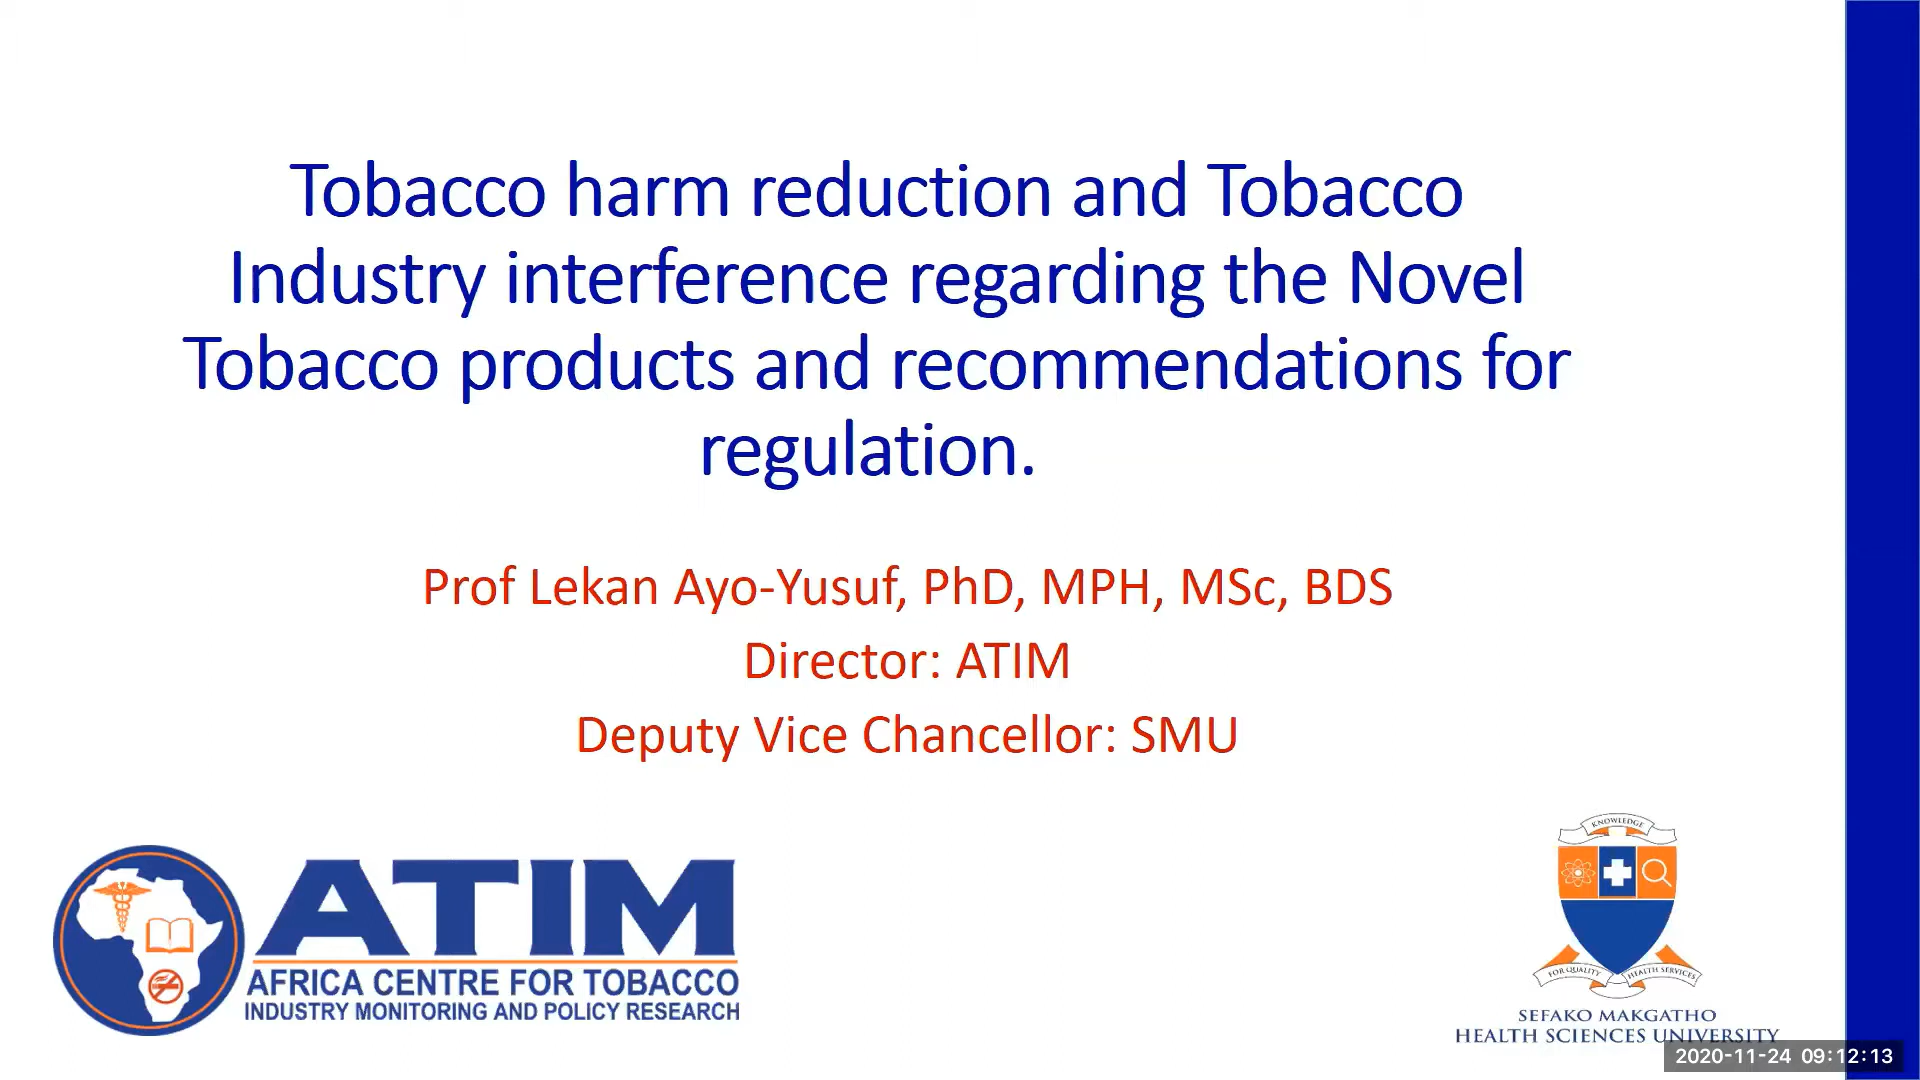 Tobacco harm reduction and Tobacco
Industry interference regarding the Novel
Tobacco products and recommendations for
regulation.
Prof Lekan Ayo-Yusuf, PhD, MPH, MSc, BDS
Director: ATIM
Deputy Vice Chancellor: SMU
ATIM
AFRICA CENTRE FOR TOBACCO
INDUSTRY MONITORING AND POLICY RESEARCH
KNOWLEDGE
FOR QUALITY HEALTH SERVICES
SEFAKO MAKGATHO
HEALTH SCIENCES UNIVERSITY
2020-11-24 09:12:13